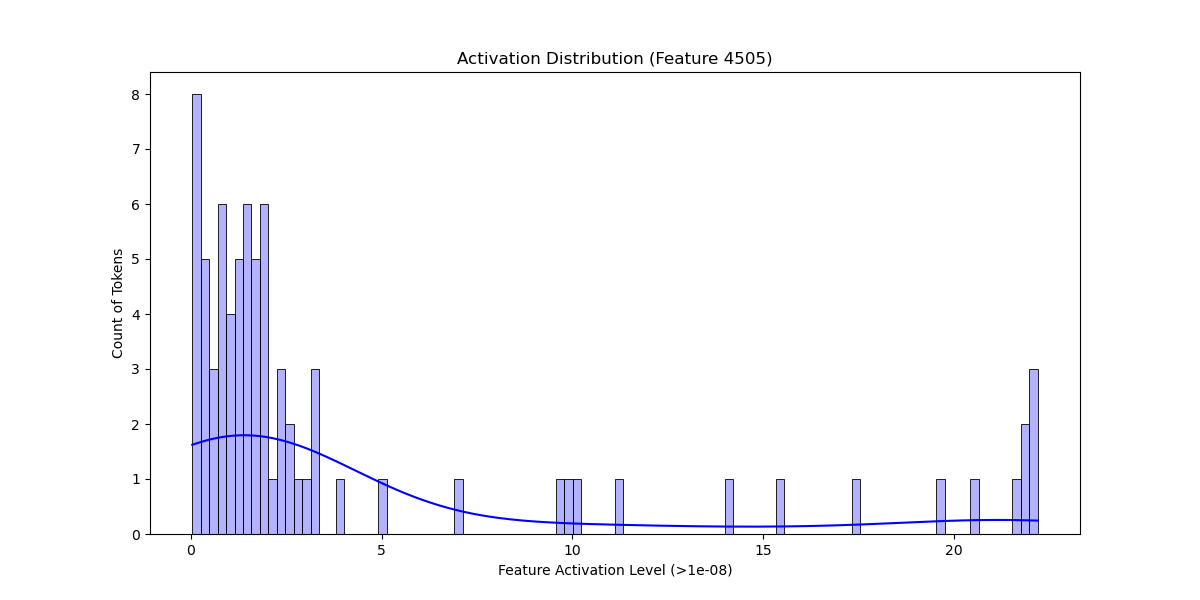 Activation Distribution (Feature 4505)
8
7
6
5
4
3
2
1
0
Count of Tokens
0 5 10 15 20
Feature Activation Level (>1e-08)